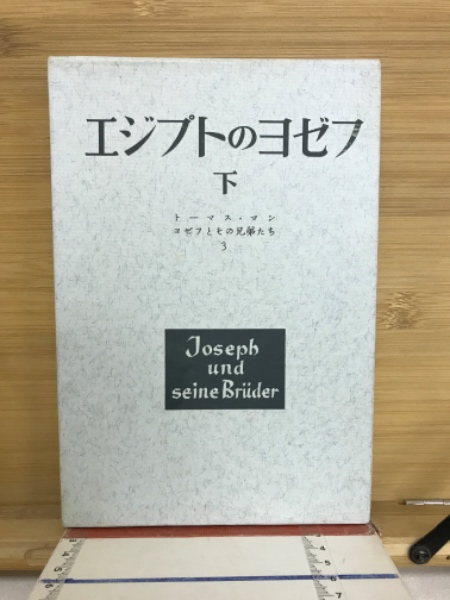 エジプトのヨゼフ
下
トーマス・マン
ヨゼフとその兄弟たち
3
Joseph
und
seine Brüder